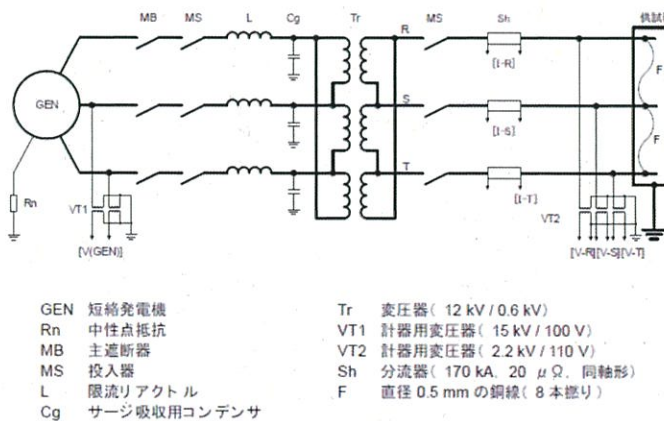 MB MS L Cg Tr R MS Sh
[I-R]
F
GEN
S
[I-S]
F
T
Rn
VT1
[I-T]
VT2
[V(GEN)]
[V-R][V-S][V-T]
GEN 短絡発電機
Rn 中性点抵抗
MB 主遮断器
MS 投入器
L 限流リアクトル
Cg サージ吸収用コンデンサ
Tr 変圧器( 12 kV / 0.6 kV)
VT1 計器用変圧器( 15 kV / 100 V)
VT2 計器用変圧器( 2.2 kV / 110 V)
Sh 分流器( 170 kA, 20 μΩ, 同軸形)
F 直径 0.5 mm の銅線( 8 本撚り)